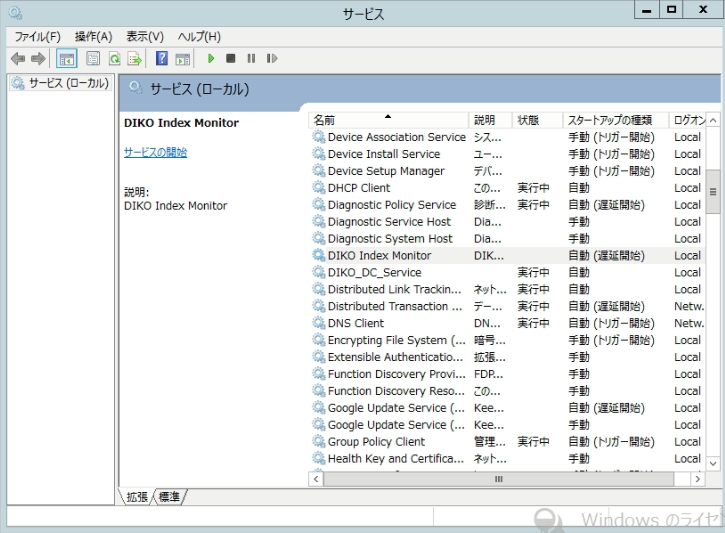 サービス
ファイル(F) 操作(A) 表示(V) ヘルプ(H)
サービス (ローカル)
サービス (ローカル)
DIKO Index Monitor
サービスの開始
説明:
DIKO Index Monitor
名前 説明 状態 スタートアップの種類 ログオン
Device Association Service シス... 手動 (トリガー開始) Local
Device Install Service ユー... 手動 (トリガー開始) Local
Device Setup Manager デバ... 手動 (トリガー開始) Local
DHCP Client この... 実行中 自動 Local
Diagnostic Policy Service 診断... 実行中 自動 (遅延開始) Local
Diagnostic Service Host Dia... 手動 Local
Diagnostic System Host Dia... 手動 Local
DIKO Index Monitor DIK... 自動 (遅延開始) Local
DIKO_DC_Service 実行中 自動 Local
Distributed Link Trackin... ネット... 実行中 自動 Local
Distributed Transaction ... デー... 実行中 自動 (遅延開始) Netw.
DNS Client DN... 実行中 自動 (トリガー開始) Netw.
Encrypting File System (... 暗号... 手動 (トリガー開始) Local
Extensible Authenticatio... 拡張... 手動 Local
Function Discovery Provi... FDP... 手動 Local
Function Discovery Reso... この... 手動 Local
Google Update Service (... Kee... 自動 (遅延開始) Local
Google Update Service (... Kee... 手動 Local
Group Policy Client 管理... 実行中 自動 (トリガー開始) Local
Health Key and Certifica... ネット... 手動 Local
拡張 標準
Windows のライセ